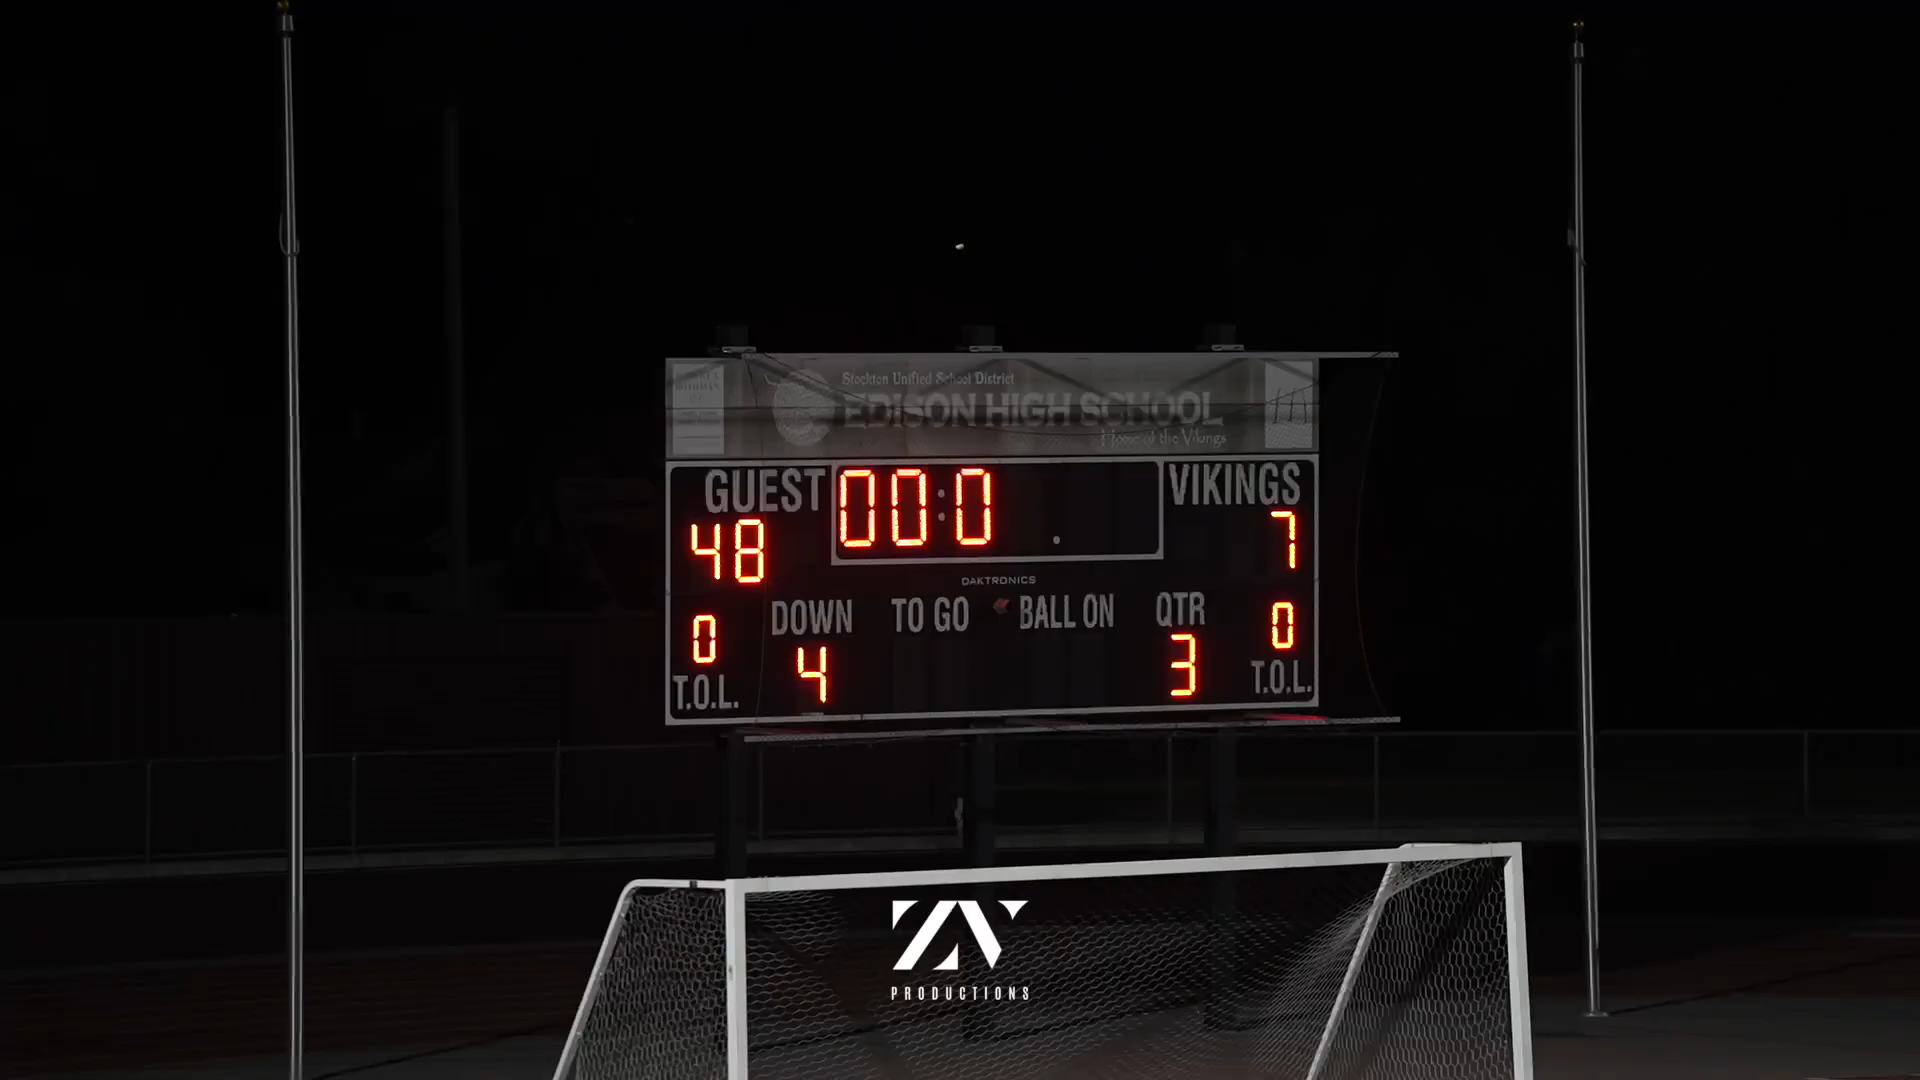 Stockton Unified School District
EDISON HIGH SCHOOL
Home of the Vikings
GUEST 00:0 . VIKINGS
48 7
DAKTRONICS
DOWN TO GO BALL ON QTR
0 4 3 0
T.O.L. T.O.L.
ZN
PRODUCTIONS